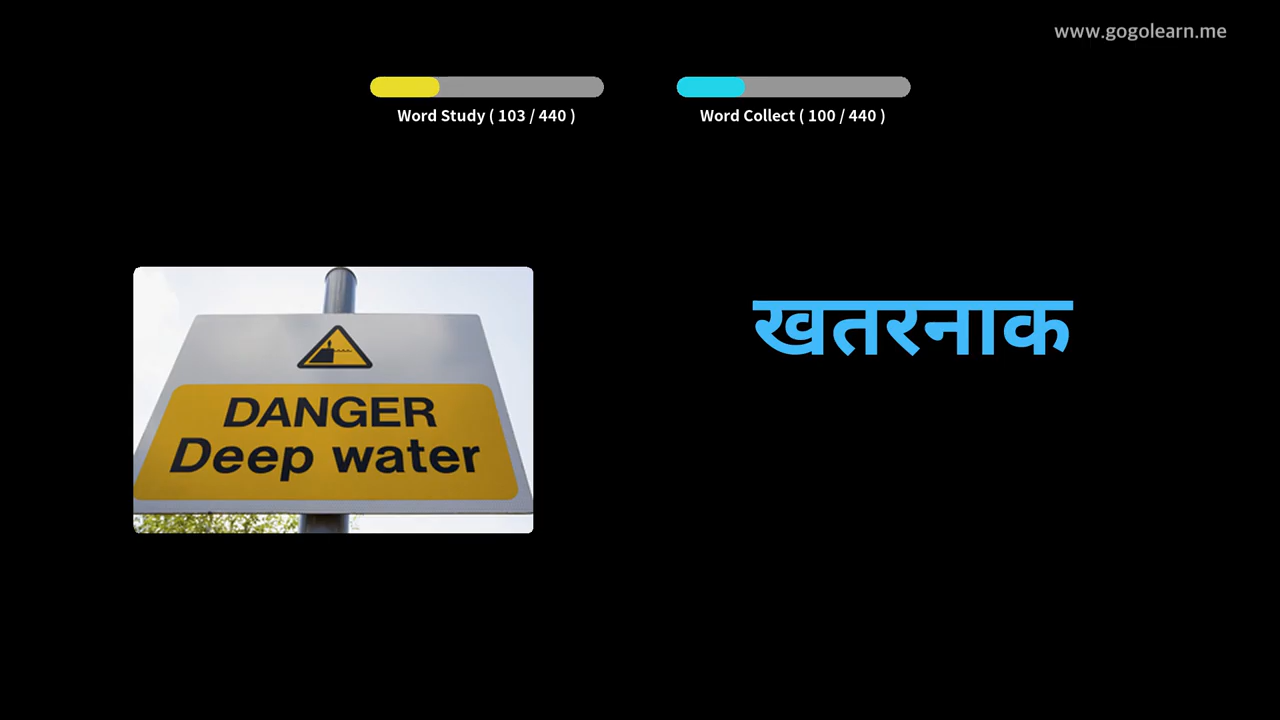 www.gogolearn.me
Word Study ( 103 / 440 )
Word Collect ( 100 / 440 )
खतरनाक
DANGER
Deep water